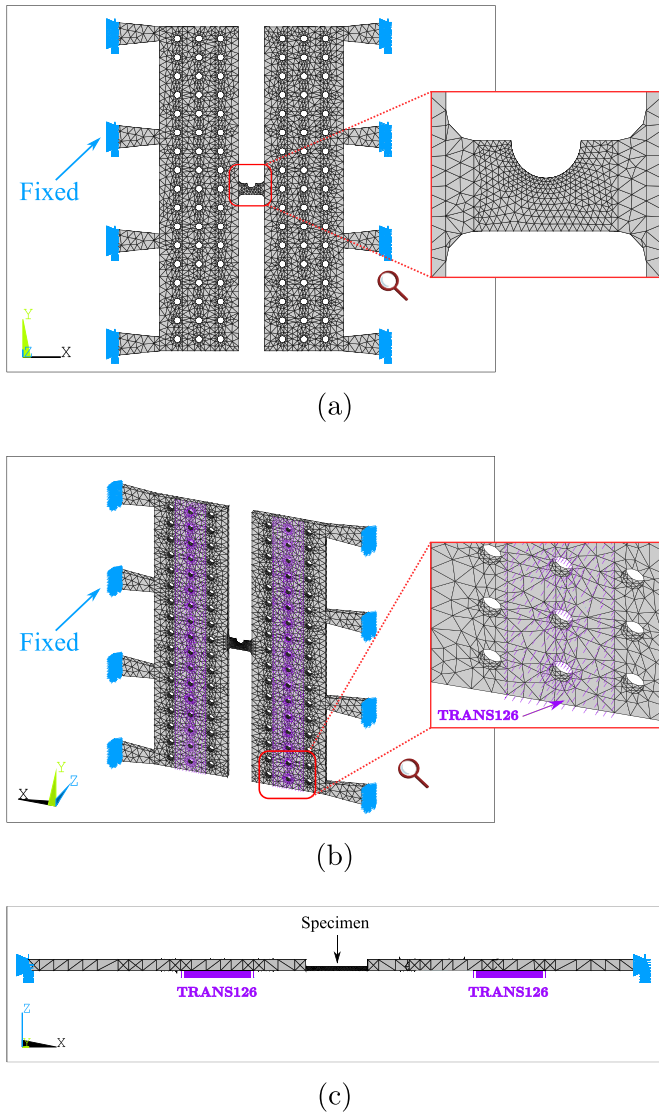 Fixed
Y
Z
X
(a)
Fixed
TRANS126
X
Y
Z
(b)
Specimen
TRANS126
TRANS126
Z
X
(c)